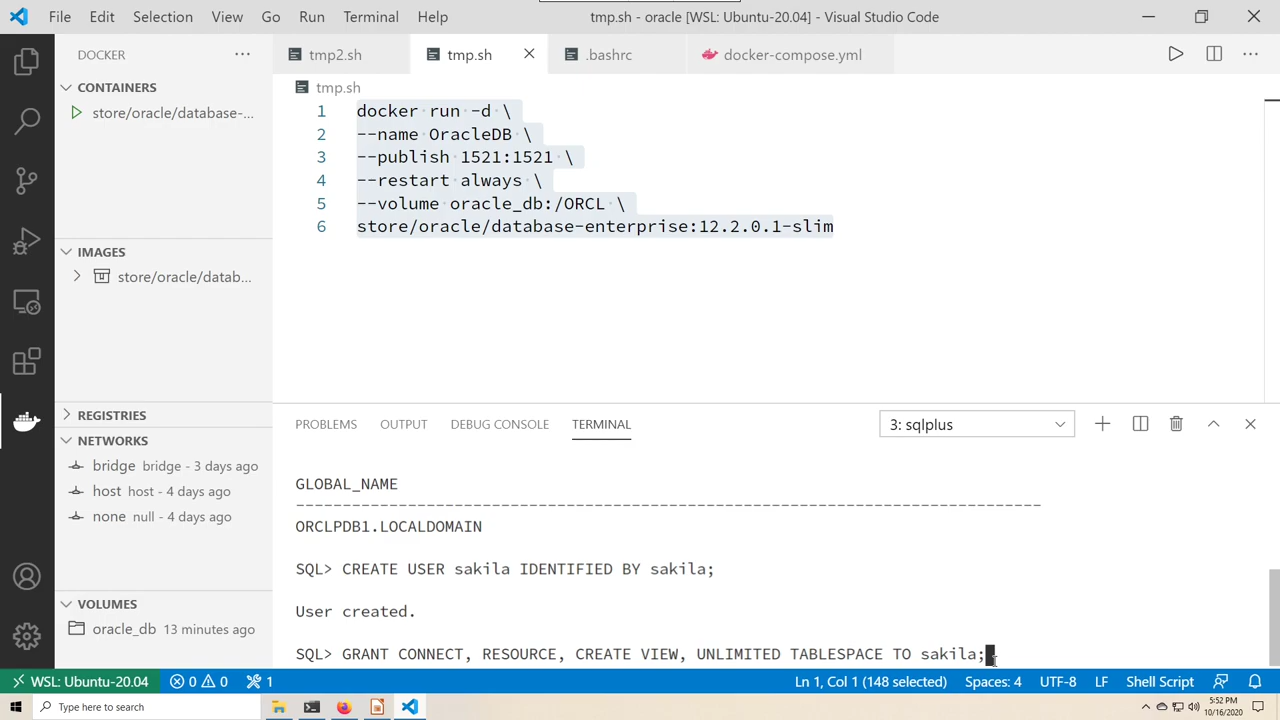 File Edit Selection View Go Run Terminal Help
tmp.sh - oracle [WSL: Ubuntu-20.04] - Visual Studio Code
DOCKER
tmp2.sh
tmp.sh
.bashrc
docker-compose.yml
CONTAINERS
store/oracle/database-...
tmp.sh
1 docker run -d \
2 --name OracleDB \
3 --publish 1521:1521 \
4 --restart always \
5 --volume oracle_db:/ORCL \
6 store/oracle/database-enterprise:12.2.0.1-slim
IMAGES
store/oracle/datab...
REGISTRIES
NETWORKS
bridge bridge - 3 days ago
host host - 4 days ago
none null - 4 days ago
VOLUMES
oracle_db 13 minutes ago
PROBLEMS OUTPUT DEBUG CONSOLE TERMINAL
3: sqlplus
GLOBAL_NAME
--------------------------------------------------------------------------------
ORCLPDB1.LOCALDOMAIN
SQL> CREATE USER sakila IDENTIFIED BY sakila;
User created.
SQL> GRANT CONNECT, RESOURCE, CREATE VIEW, UNLIMITED TABLESPACE TO sakila;
WSL: Ubuntu-20.04 0 0 1
Ln 1, Col 1 (148 selected) Spaces: 4 UTF-8 LF Shell Script
Type here to search
5:52 PM
10/16/2020